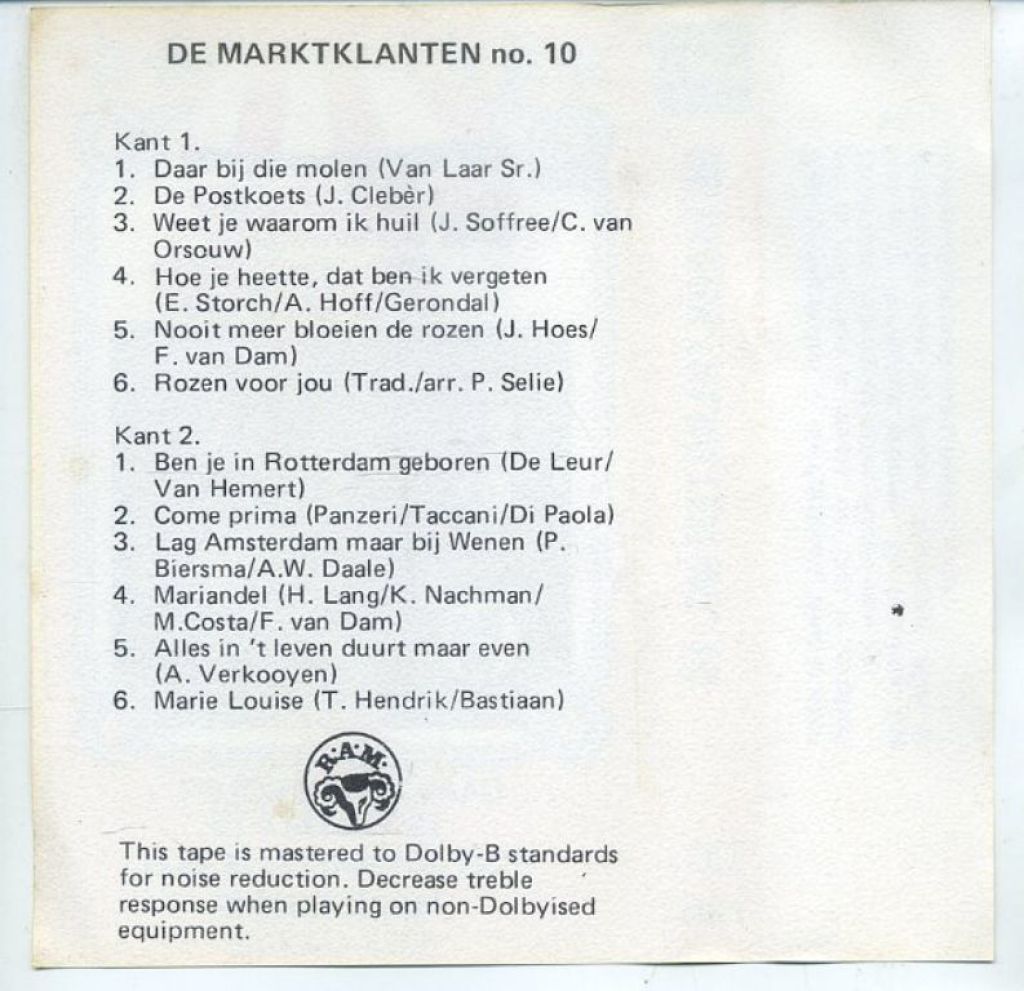 DE MARKTKLANTEN no. 10
Kant 1.
1. Daar bij die molen (Van Laar Sr.)
2. De Postkoets (J. Clebèr)
3. Weet je waarom ik huil (J. Soffree/C. van
Orsouw)
4. Hoe je heette, dat ben ik vergeten
(E. Storch/A. Hoff/Gerondal)
5. Nooit meer bloeien de rozen (J. Hoes/
F. van Dam)
6. Rozen voor jou (Trad./arr. P. Selie)
Kant 2.
1. Ben je in Rotterdam geboren (De Leur/
Van Hemert)
2. Come prima (Panzeri/Taccani/Di Paola)
3. Lag Amsterdam maar bij Wenen (P.
Biersma/A.W. Daale)
4. Mariandel (H. Lang/K. Nachman/
M.Costa/F. van Dam)
5. Alles in 't leven duurt maar even
(A. Verkooyen)
6. Marie Louise (T. Hendrik/Bastiaan)
R·A·M·
This tape is mastered to Dolby-B standards
for noise reduction. Decrease treble
response when playing on non-Dolbyised
equipment.